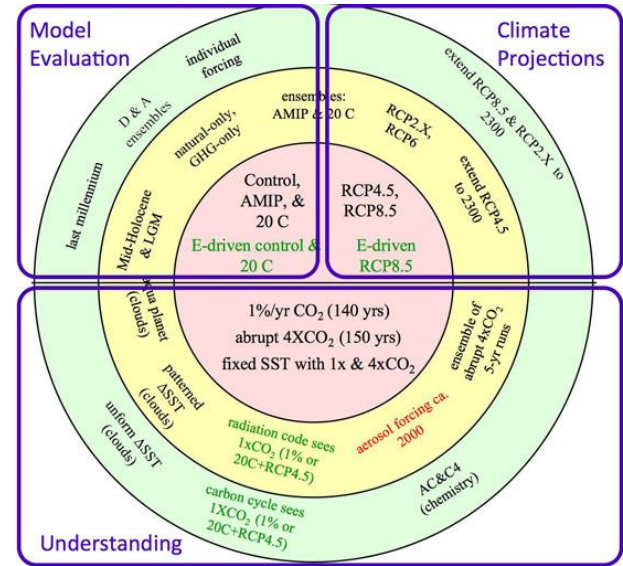 Model
Evaluation
Climate
Projections
individual
forcing
D & A
ensembles
last millennium
extend RCP8.5 & RCP2.X to
2300
ensembles:
AMIP & 20 C
natural-only,
GHG-only
Mid-Holocene
& LGM
RCP2.X,
RCP6
extend RCP4.5
to 2300
Control,
AMIP, &
20 C
E-driven control &
20 C
RCP4.5,
RCP8.5
E-driven
RCP8.5
1%/yr CO₂ (140 yrs)
abrupt 4XCO₂ (150 yrs)
fixed SST with 1x & 4xCO₂
aqua planet
(clouds)
patterned
ΔSST
(clouds)
unform ΔSST
(clouds)
radiation code sees
1xCO₂ (1% or
20C+RCP4.5)
carbon cycle sees
1XCO₂ (1% or
20C+RCP4.5)
aerosol forcing ca.
2000
ensemble of
abrupt 4xCO₂
5-yr runs
AC&C4
(chemistry)
Understanding